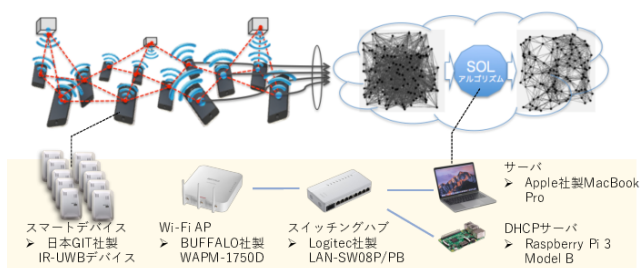 SOL
アルゴリズム
スマートデバイス
➢ 日本GIT社製
IR-UWBデバイス
Wi-Fi AP
➢ BUFFALO社製
WAPM-1750D
スイッチングハブ
➢ Logitec社製
LAN-SW08P/PB
サーバ
➢ Apple社製MacBook
Pro
DHCPサーバ
➢ Raspberry Pi 3
Model B